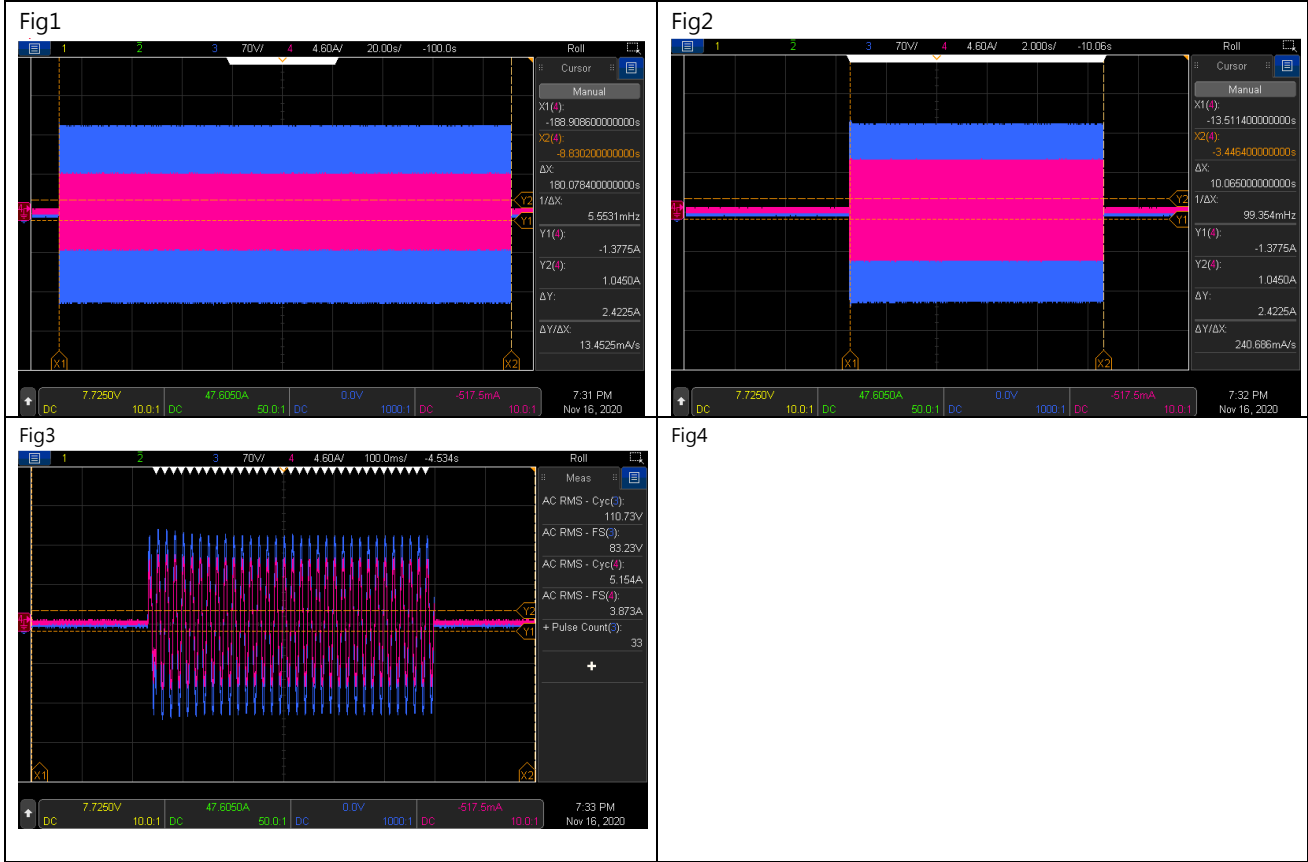 Fig1
1 2 3 70V/ 4 4.60A/ 20.00s/ -100.0s Roll
Cursor
Manual
X1(4):
-188.908600000000s
X2(4):
-8.830200000000s
ΔX:
180.078400000000s
1/ΔX:
5.5531mHz
Y1(4):
-1.3775A
Y2(4):
1.0450A
ΔY:
2.4225A
ΔY/ΔX:
13.4525mA/s
Y2
Y1
X1 X2
7.7250V 47.6050A 0.0V -517.5mA 7:31 PM
DC 10.0:1 DC 50.0:1 DC 1000:1 DC 10.0:1 Nov 16, 2020
Fig2
1 2 3 70V/ 4 4.60A/ 2.000s/ -10.06s Roll
Cursor
Manual
X1(4):
-13.511400000000s
X2(4):
-3.446400000000s
ΔX:
10.065000000000s
1/ΔX:
99.354mHz
Y1(4):
-1.3775A
Y2(4):
1.0450A
ΔY:
2.4225A
ΔY/ΔX:
240.686mA/s
Y2
Y1
X1 X2
7.7250V 47.6050A 0.0V -517.5mA 7:32 PM
DC 10.0:1 DC 50.0:1 DC 1000:1 DC 10.0:1 Nov 16, 2020
Fig3
1 2 3 70V/ 4 4.60A/ 100.0ms/ -4.534s Roll
Meas
AC RMS - Cyc(3):
110.73V
AC RMS - FS(3):
83.23V
AC RMS - Cyc(4):
5.154A
AC RMS - FS(4):
3.873A
+ Pulse Count(3):
33
Y2
Y1
X1 X2
7.7250V 47.6050A 0.0V -517.5mA 7:33 PM
DC 10.0:1 DC 50.0:1 DC 1000:1 DC 10.0:1 Nov 16, 2020
Fig4